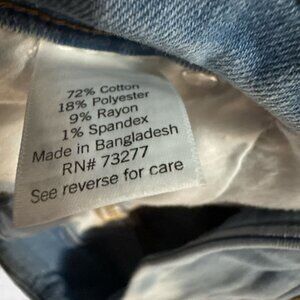 72% Cotton
18% Polyester
9% Rayon
1% Spandex
Made in Bangladesh
RN# 73277
See reverse for care